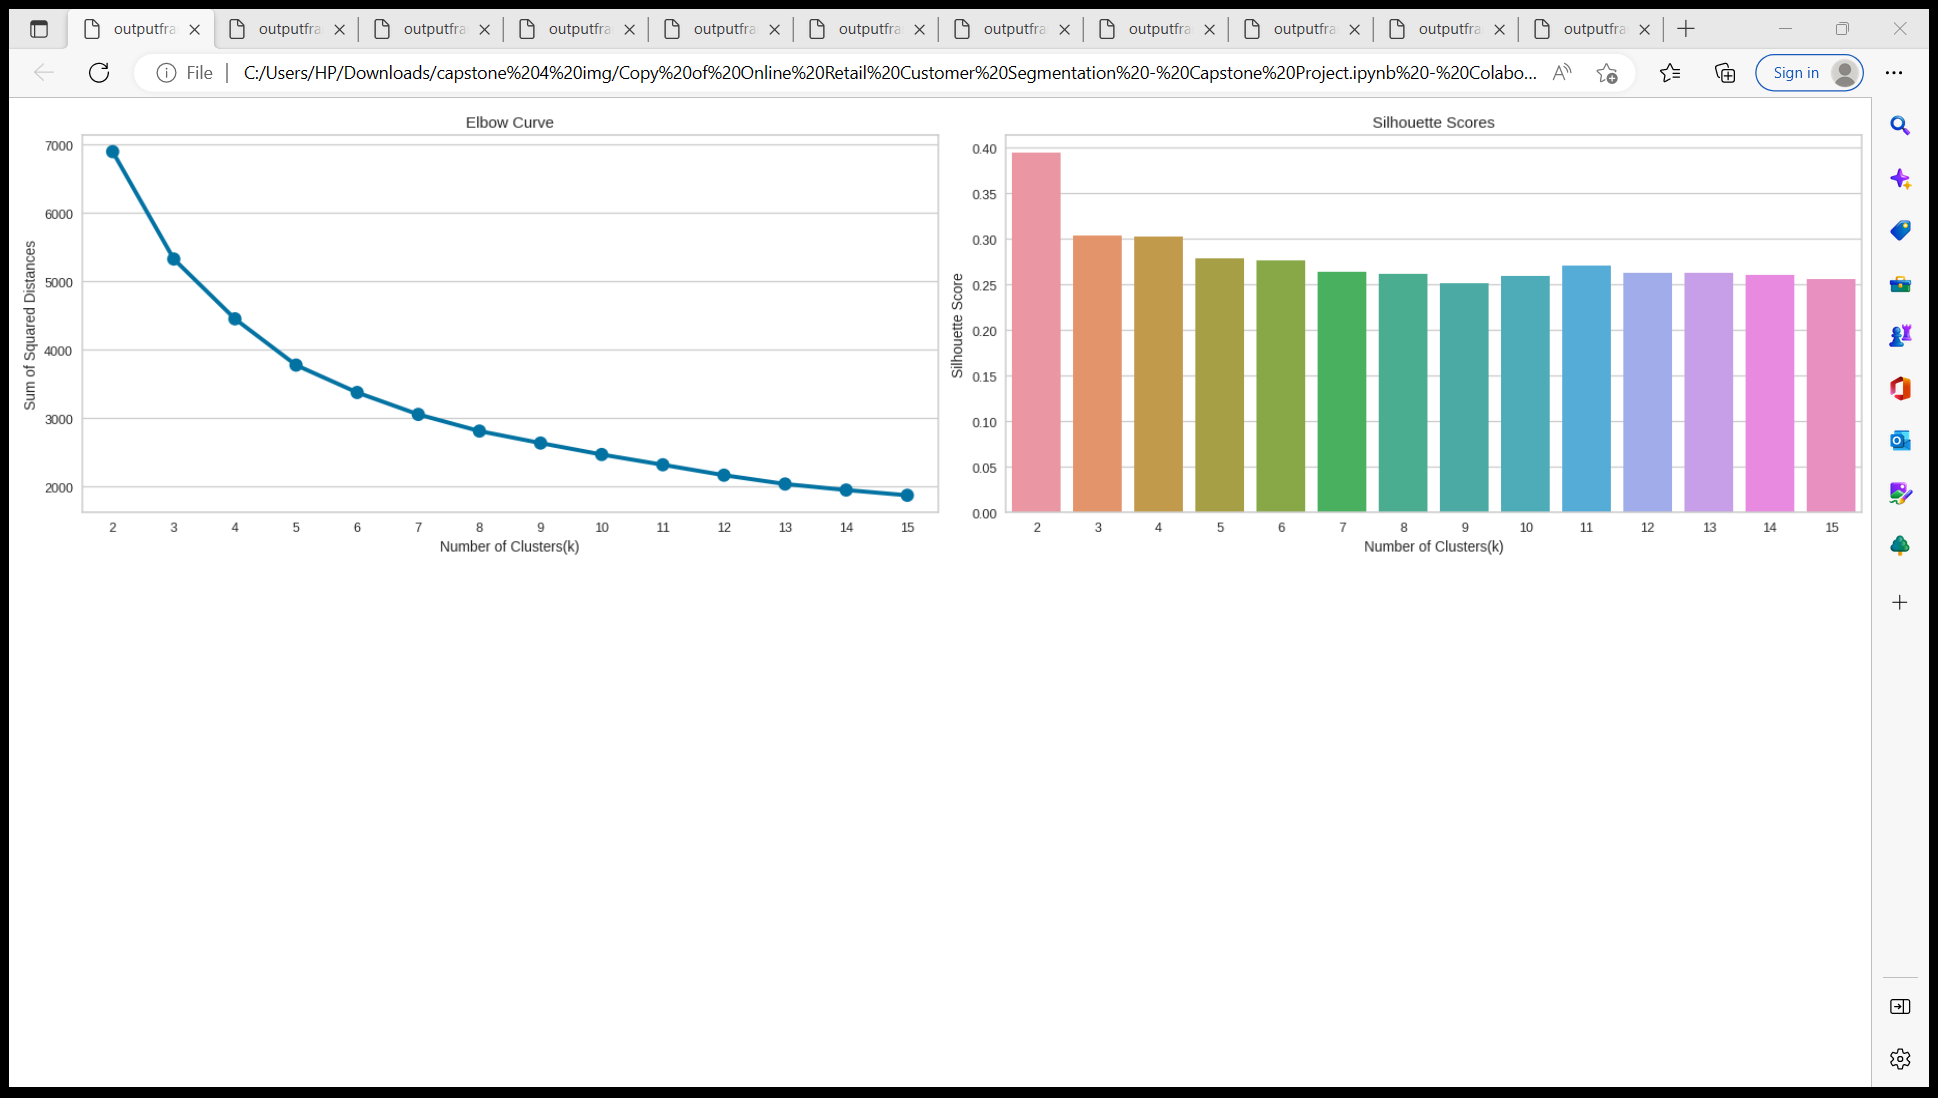 outputfra outputfra outputfra outputfra outputfra outputfra outputfra outputfra outputfra outputfra outputfra
File C:/Users/HP/Downloads/capstone%204%20img/Copy%20of%20Online%20Retail%20Customer%20Segmentation%20-%20Capstone%20Project.ipynb%20-%20Colabo... Sign in
Elbow Curve
7000
6000
5000
4000
3000
2000
Sum of Squared Distances
2 3 4 5 6 7 8 9 10 11 12 13 14 15
Number of Clusters(k)
Silhouette Scores
0.40
0.35
0.30
0.25
0.20
0.15
0.10
0.05
0.00
Silhouette Score
2 3 4 5 6 7 8 9 10 11 12 13 14 15
Number of Clusters(k)